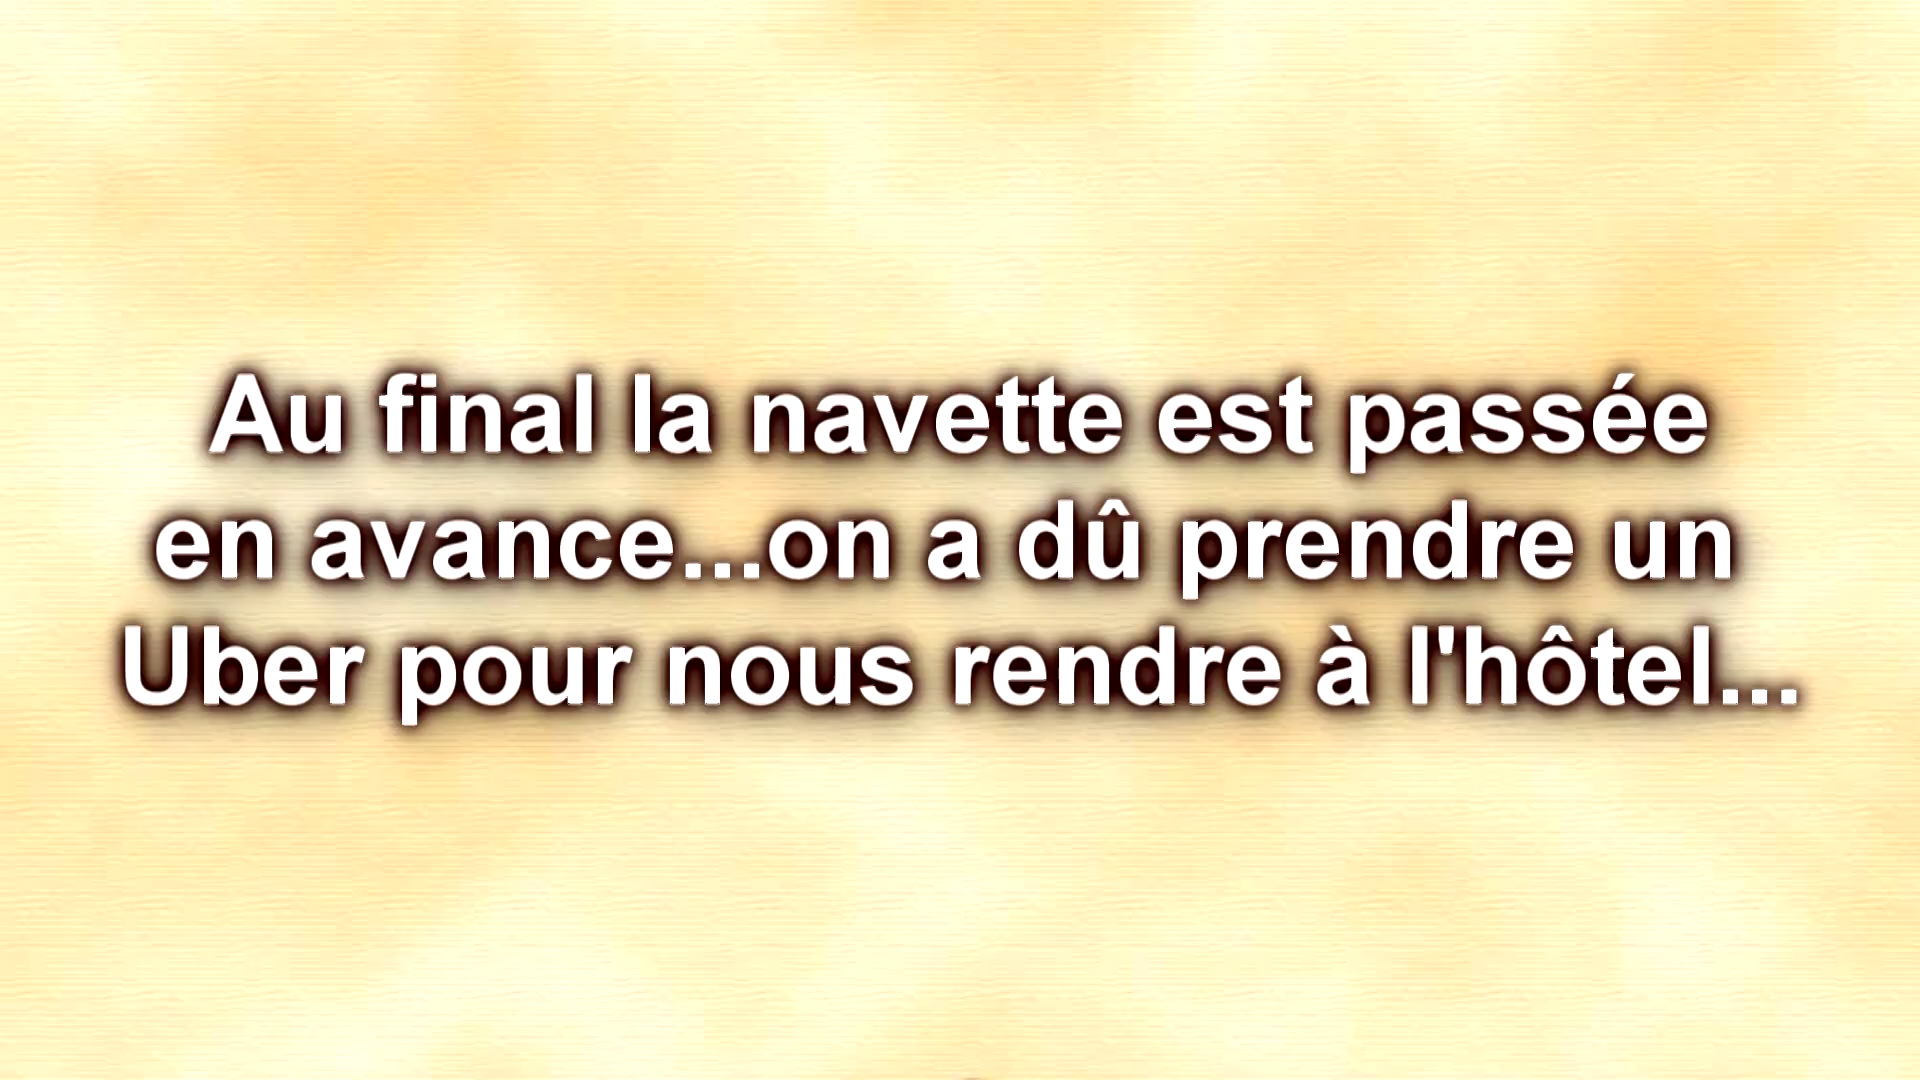 Au final la navette est passée
en avance...on a dû prendre un
Uber pour nous rendre à l'hôtel...